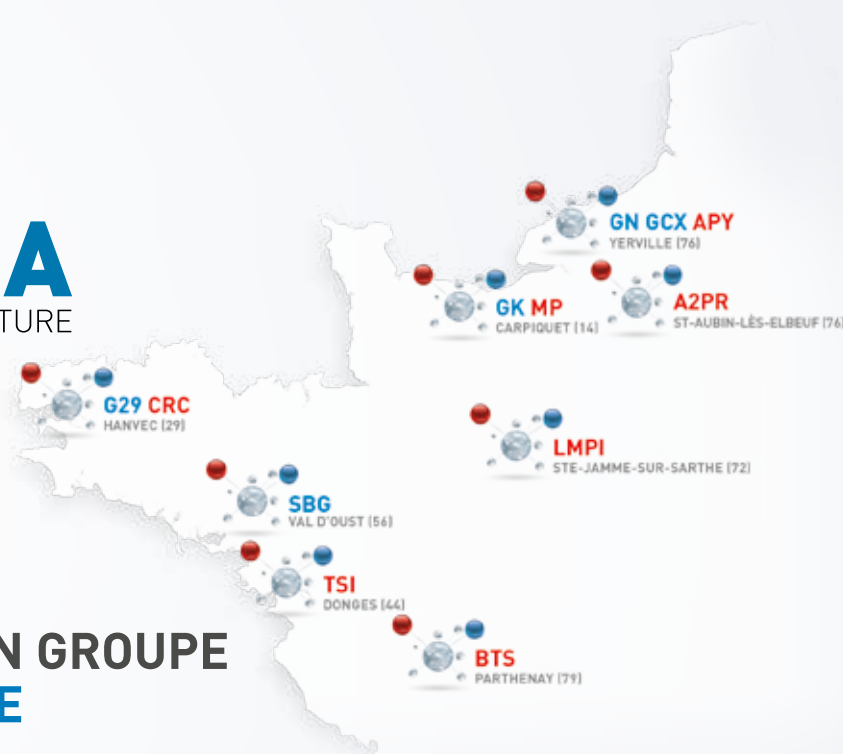 A
TURE
GN GCX APY
YERVILLE (76)
A2PR
ST-AUBIN-LÈS-ELBEUF (76)
GK MP
CARPIQUET (14)
G29 CRC
HANVEC (29)
LMPI
STE-JAMME-SUR-SARTHE (72)
SBG
VAL D'OUST (56)
TSI
DONGES (44)
BTS
PARTHENAY (79)
N GROUPE
E